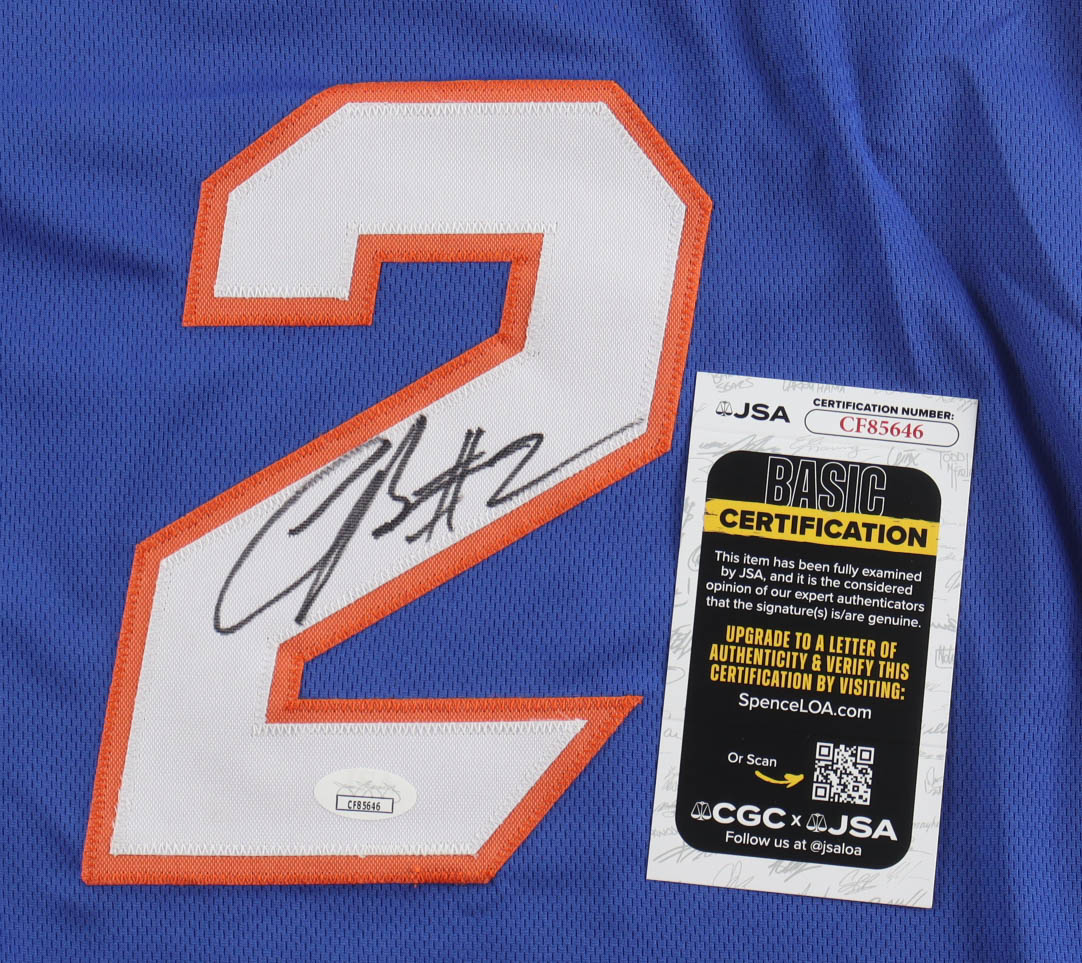 2
#2
CF85646
JSA
CERTIFICATION NUMBER:
CF85646
BASIC
CERTIFICATION
This item has been fully examined
by JSA, and it is the considered
opinion of our expert authenticators
that the signature(s) is/are genuine.
UPGRADE TO A LETTER OF
AUTHENTICITY & VERIFY THIS
CERTIFICATION BY VISITING:
SpenceLOA.com
Or Scan
CGC x JSA
Follow us at @jsaloa